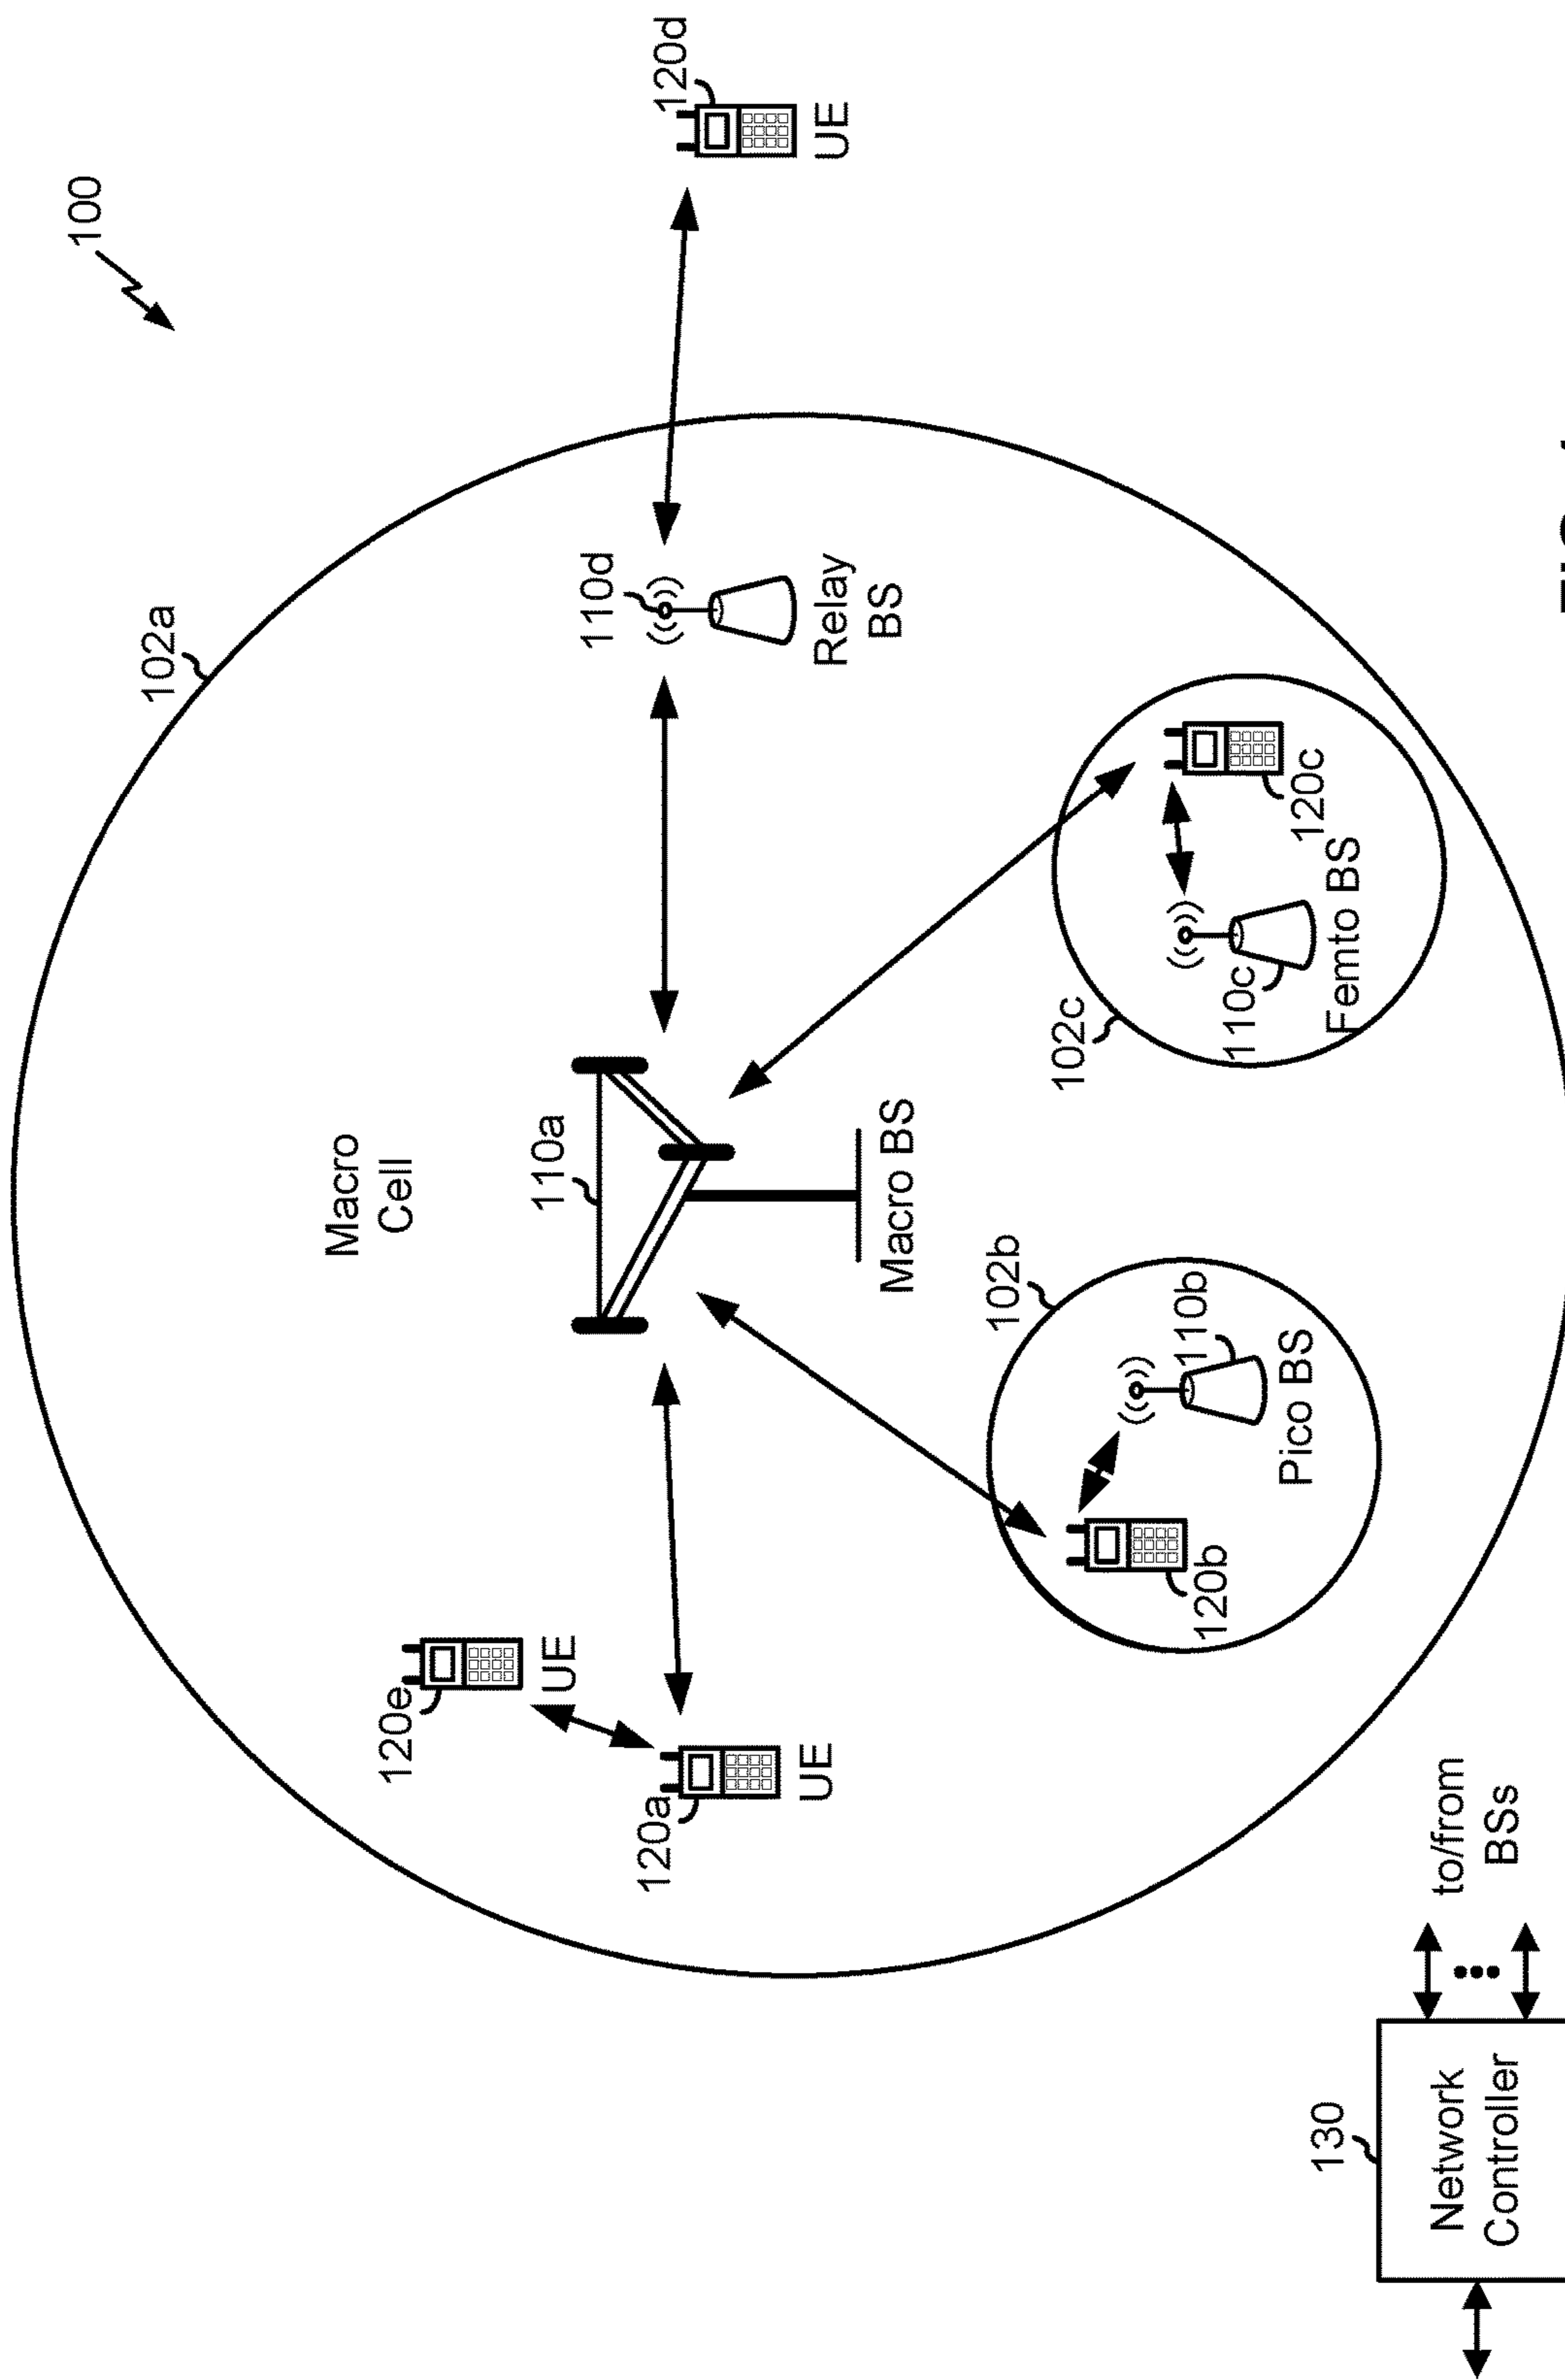 100
102a
Macro
Cell
120e
UE
110a
110d
120d
120a
UE
Relay
BS
UE
Macro BS
102b
102c
120b
110b
Pico BS
110c
120c
Femto BS
130
Network
Controller
to/from
BSs